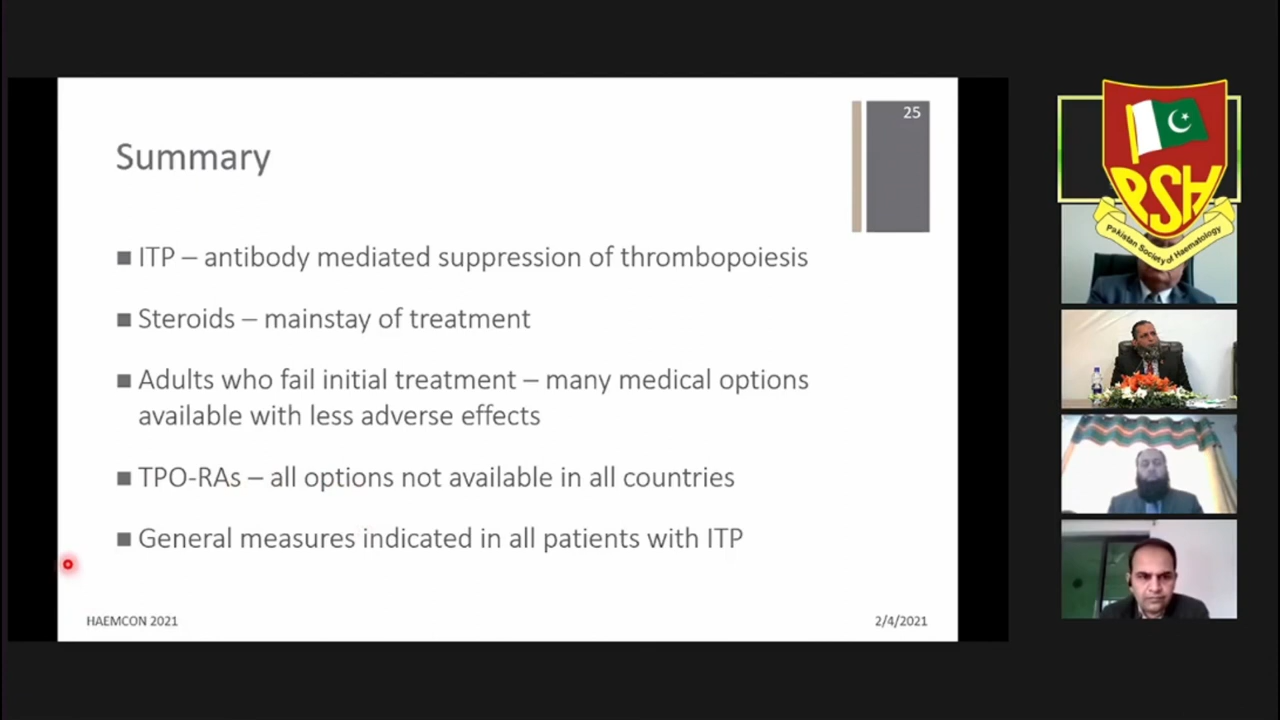 25
Summary
■ ITP – antibody mediated suppression of thrombopoiesis
■ Steroids – mainstay of treatment
■ Adults who fail initial treatment – many medical options
available with less adverse effects
■ TPO-RAs – all options not available in all countries
■ General measures indicated in all patients with ITP
HAEMCON 2021
2/4/2021
PSH
Pakistan Society of Haematology